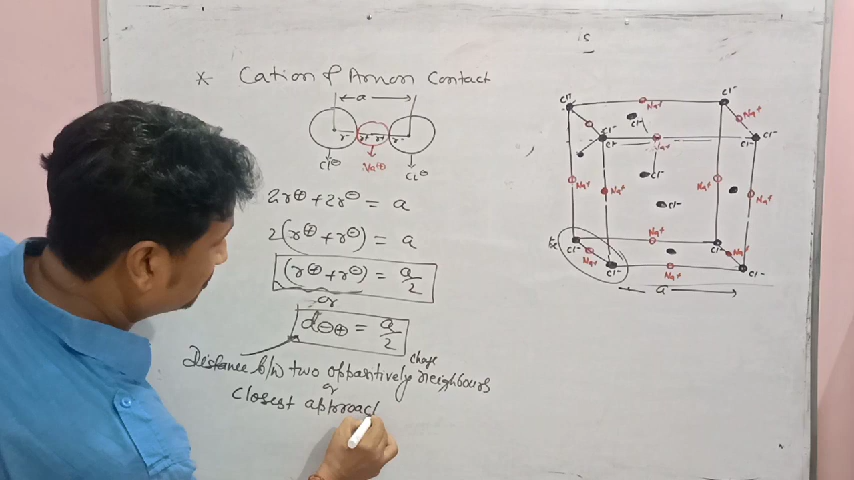 * Cation & Anion Contact
← a →
r⁻ r⁺ r⁺ r⁻
Cl⊖ Na⊕ Cl⊖
2r⊕ + 2r⊖ = a
2(r⊕ + r⊖) = a
(r⊕ + r⊖) = a/2
or
d⊖⊕ = a/2
Distance b/w two oppositively charge neighbours
or
closest approach
Cl⁻ Na⁺ Cl⁻
Cl⁻ Na⁺
Cl⁻ Na⁺ Cl⁻
Cl⁻
Na⁺ Na⁺ Na⁺ Na⁺
Cl⁻
Cl⁻ Na⁺ Cl⁻ Na⁺
Na⁺ Cl⁻ Na⁺ Cl⁻
← a →